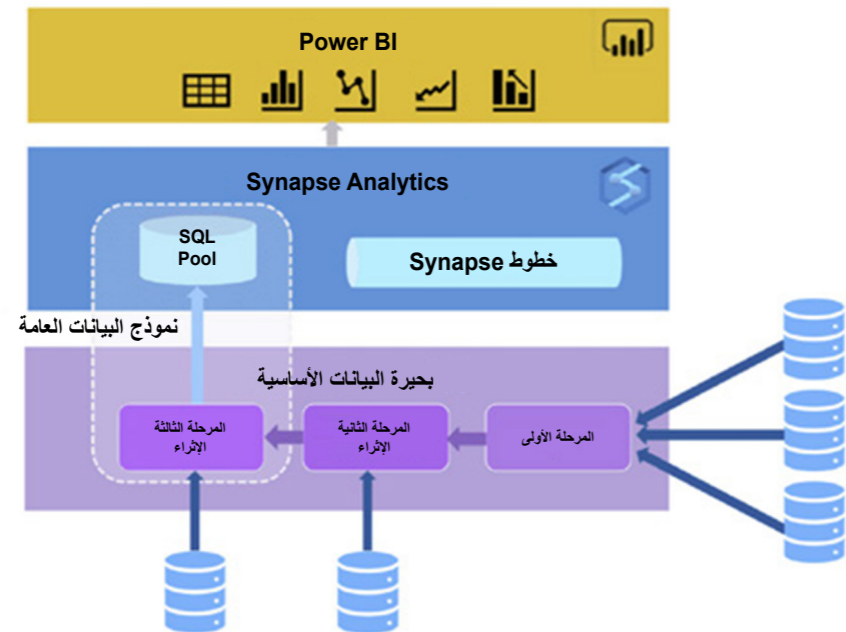 Power BI
Synapse Analytics
SQL
Pool
خطوط Synapse
نموذج البيانات العامة
بحيرة البيانات الأساسية
المرحلة الأولى
المرحلة الثانية
الإثراء
المرحلة الثالثة
الإثراء